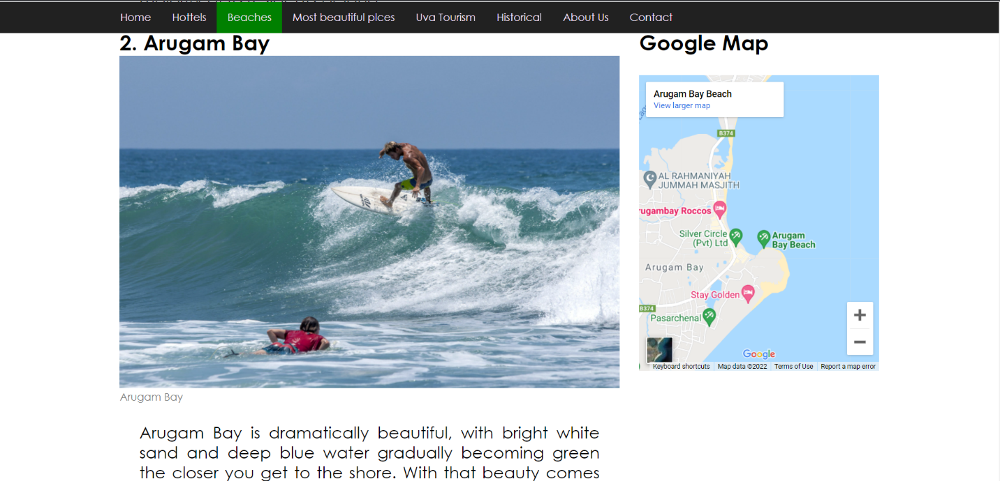 Home Hottels Beaches Most beautiful plces Uva Tourism Historical About Us Contact
2. Arugam Bay
Arugam Bay
Arugam Bay is dramatically beautiful, with bright white
sand and deep blue water gradually becoming green
the closer you get to the shore. With that beauty comes
Google Map
Arugam Bay Beach
View larger map
B374
AL RAHMANIYAH
JUMMAH MASJITH
rugambay Roccos
Silver Circle
(Pvt) Ltd
Arugam
Bay Beach
Arugam Bay
Stay Golden
B374
Pasarchenal
Google
Keyboard shortcuts Map data ©2022 Terms of Use Report a map error